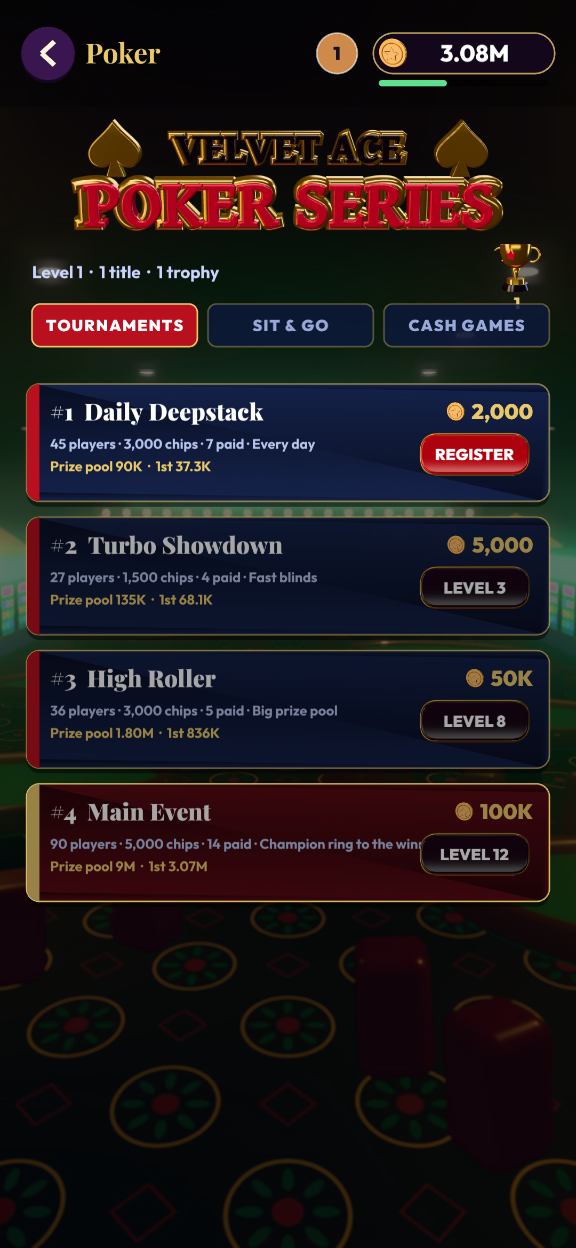 Poker
1
3.08M
VELVET ACE
POKER SERIES
Level 1 · 1 title · 1 trophy
1
TOURNAMENTS
SIT & GO
CASH GAMES
#1 Daily Deepstack
2,000
45 players · 3,000 chips · 7 paid · Every day
REGISTER
Prize pool 90K · 1st 37.3K
#2 Turbo Showdown
5,000
27 players · 1,500 chips · 4 paid · Fast blinds
LEVEL 3
Prize pool 135K · 1st 68.1K
#3 High Roller
50K
36 players · 3,000 chips · 5 paid · Big prize pool
LEVEL 8
Prize pool 1.80M · 1st 836K
#4 Main Event
100K
90 players · 5,000 chips · 14 paid · Champion ring to the
LEVEL 12
Prize pool 9M · 1st 3.07M